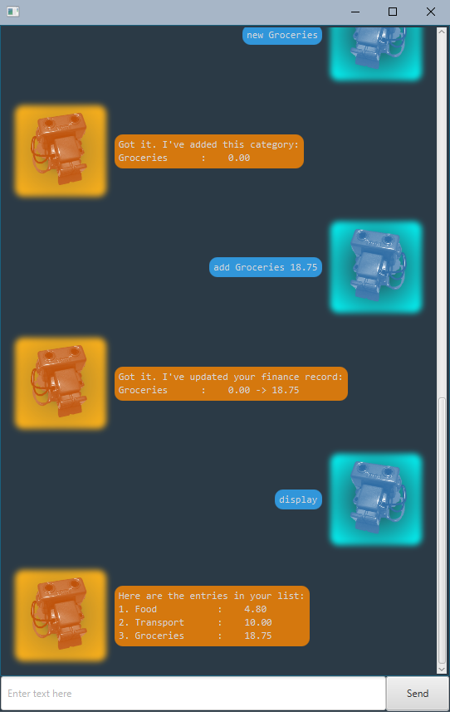 new Groceries
Got it. I've added this category:
Groceries      :    0.00
add Groceries 18.75
Got it. I've updated your finance record:
Groceries      :    0.00 -> 18.75
display
Here are the entries in your list:
1. Food           :    4.80
2. Transport      :    10.00
3. Groceries      :    18.75
Enter text here
Send